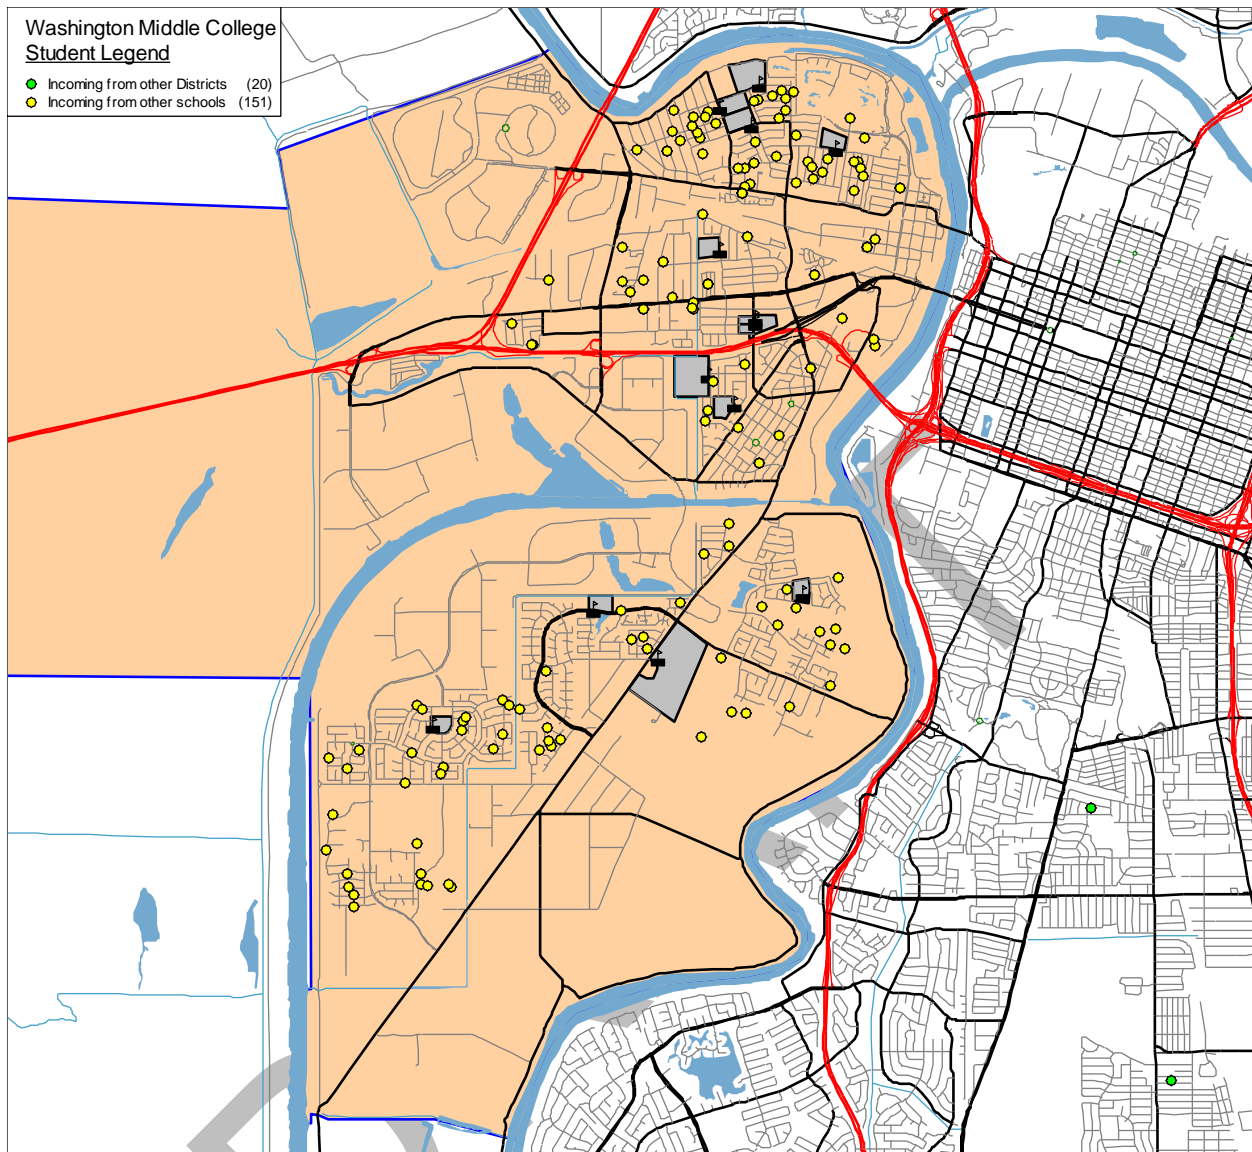 Washington Middle College
Student Legend
Incoming from other Districts (20)
Incoming from other schools (151)